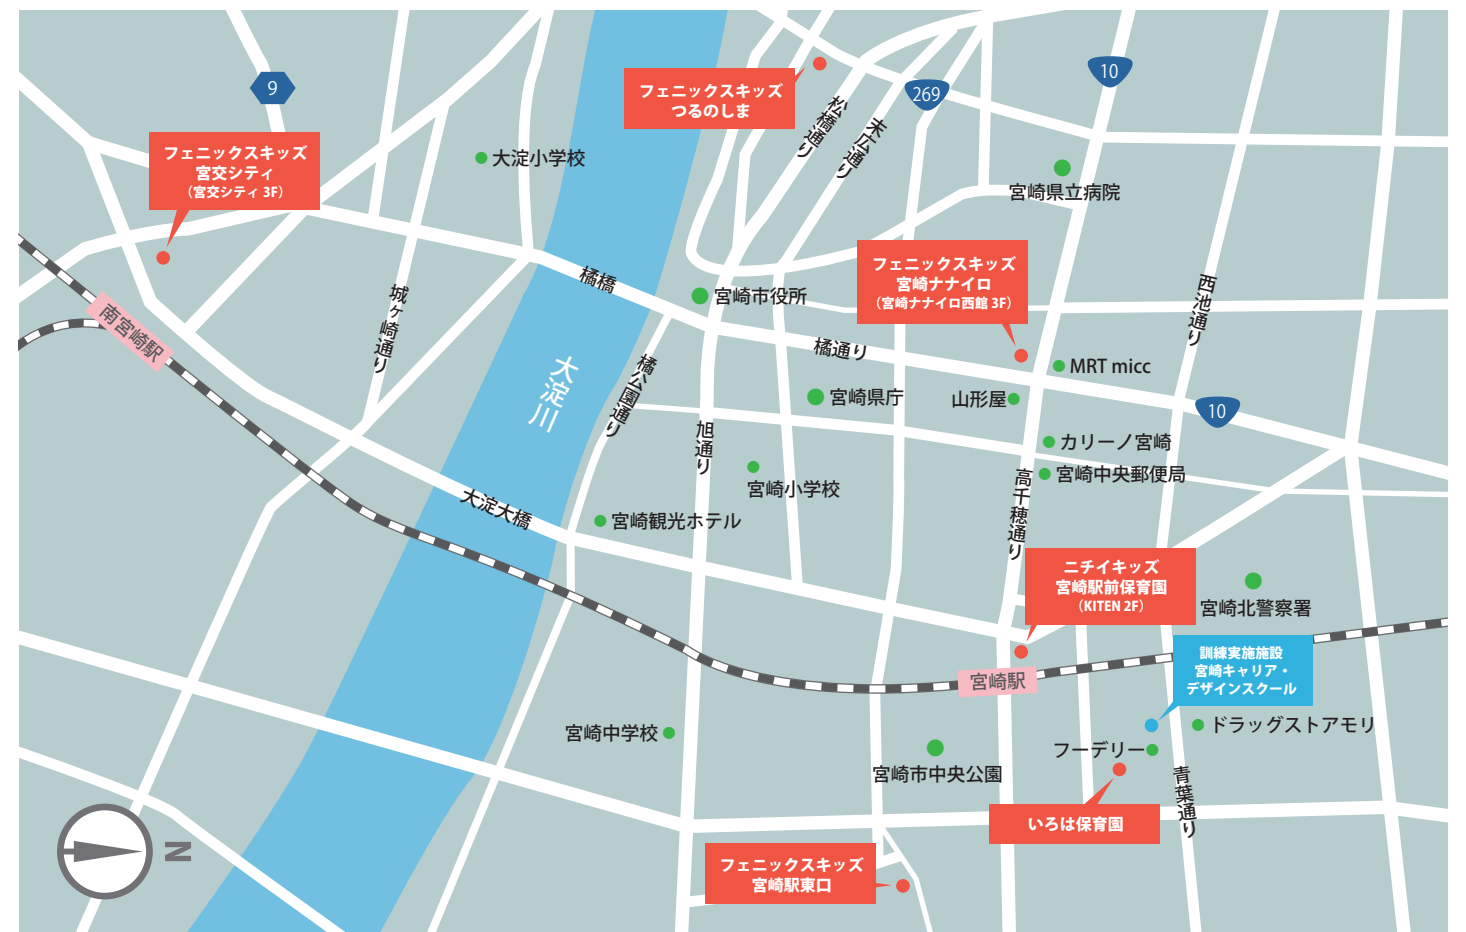 9
フェニックスキッズ
宮交シティ
（宮交シティ 3F）
大淀小学校
フェニックスキッズ
つるのしま
松橋通り
末広通り
269
10
宮崎県立病院
南宮崎駅
城ヶ崎通り
橘橋
宮崎市役所
フェニックスキッズ
宮崎ナナイロ
（宮崎ナナイロ西館 3F）
西池通り
大淀川
橘公園通り
橘通り
MRT micc
宮崎県庁
山形屋
10
旭通り
カリーノ宮崎
宮崎中央郵便局
宮崎小学校
高千穂通り
大淀大橋
宮崎観光ホテル
ニチイキッズ
宮崎駅前保育園
（KITEN 2F）
宮崎北警察署
訓練実施施設
宮崎キャリア・
デザインスクール
宮崎駅
宮崎中学校
宮崎市中央公園
フーデリー
ドラッグストアモリ
青葉通り
いろは保育園
フェニックスキッズ
宮崎駅東口
N